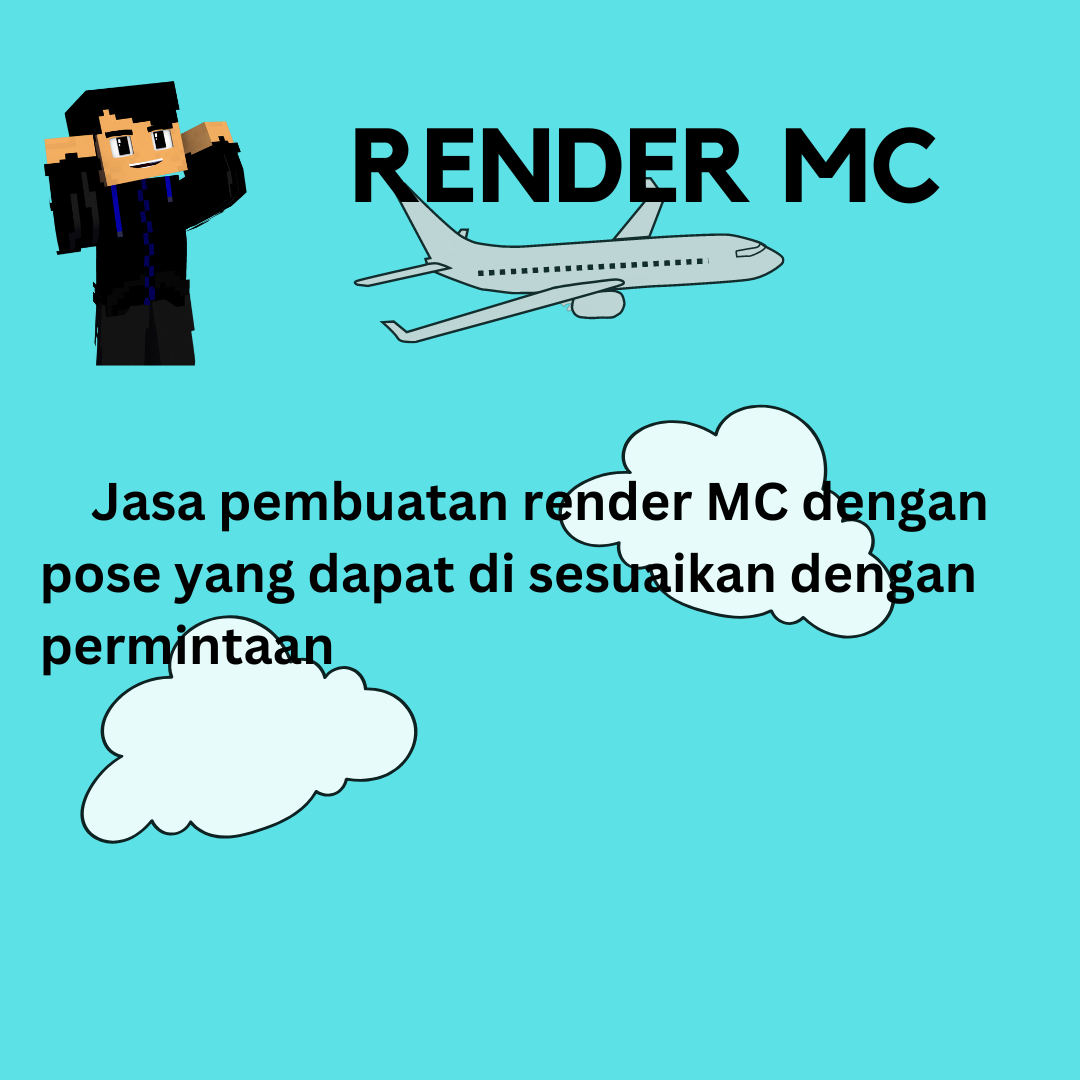 RENDER MC
Jasa pembuatan render MC dengan
pose yang dapat di sesuaikan dengan
permintaan